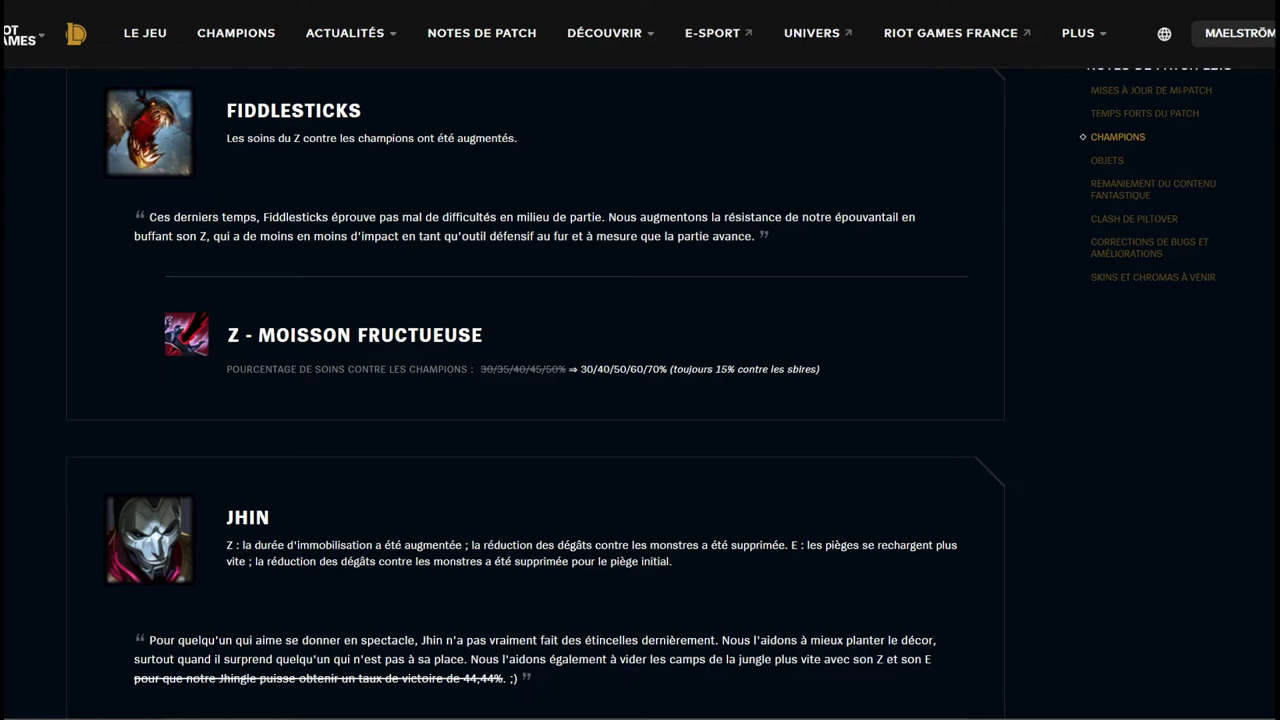 LE JEU CHAMPIONS ACTUALITÉS NOTES DE PATCH DÉCOUVRIR E-SPORT UNIVERS RIOT GAMES FRANCE PLUS MAELSTRÖM
MISES À JOUR DE MI-PATCH
TEMPS FORTS DU PATCH
CHAMPIONS
OBJETS
REMANIEMENT DU CONTENU
FANTASTIQUE
CLASH DE PILTOVER
CORRECTIONS DE BUGS ET
AMÉLIORATIONS
SKINS ET CHROMAS À VENIR
FIDDLESTICKS
Les soins du Z contre les champions ont été augmentés.
“ Ces derniers temps, Fiddlesticks éprouve pas mal de difficultés en milieu de partie. Nous augmentons la résistance de notre épouvantail en
buffant son Z, qui a de moins en moins d'impact en tant qu'outil défensif au fur et à mesure que la partie avance. ”
Z - MOISSON FRUCTUEUSE
POURCENTAGE DE SOINS CONTRE LES CHAMPIONS : 30/35/40/45/50% ⇒ 30/40/50/60/70% (toujours 15% contre les sbires)
JHIN
Z : la durée d'immobilisation a été augmentée ; la réduction des dégâts contre les monstres a été supprimée. E : les pièges se rechargent plus
vite ; la réduction des dégâts contre les monstres a été supprimée pour le piège initial.
“ Pour quelqu'un qui aime se donner en spectacle, Jhin n'a pas vraiment fait des étincelles dernièrement. Nous l'aidons à mieux planter le décor,
surtout quand il surprend quelqu'un qui n'est pas à sa place. Nous l'aidons également à vider les camps de la jungle plus vite avec son Z et son E
pour que notre Jhingle puisse obtenir un taux de victoire de 44,44%. ;) ”